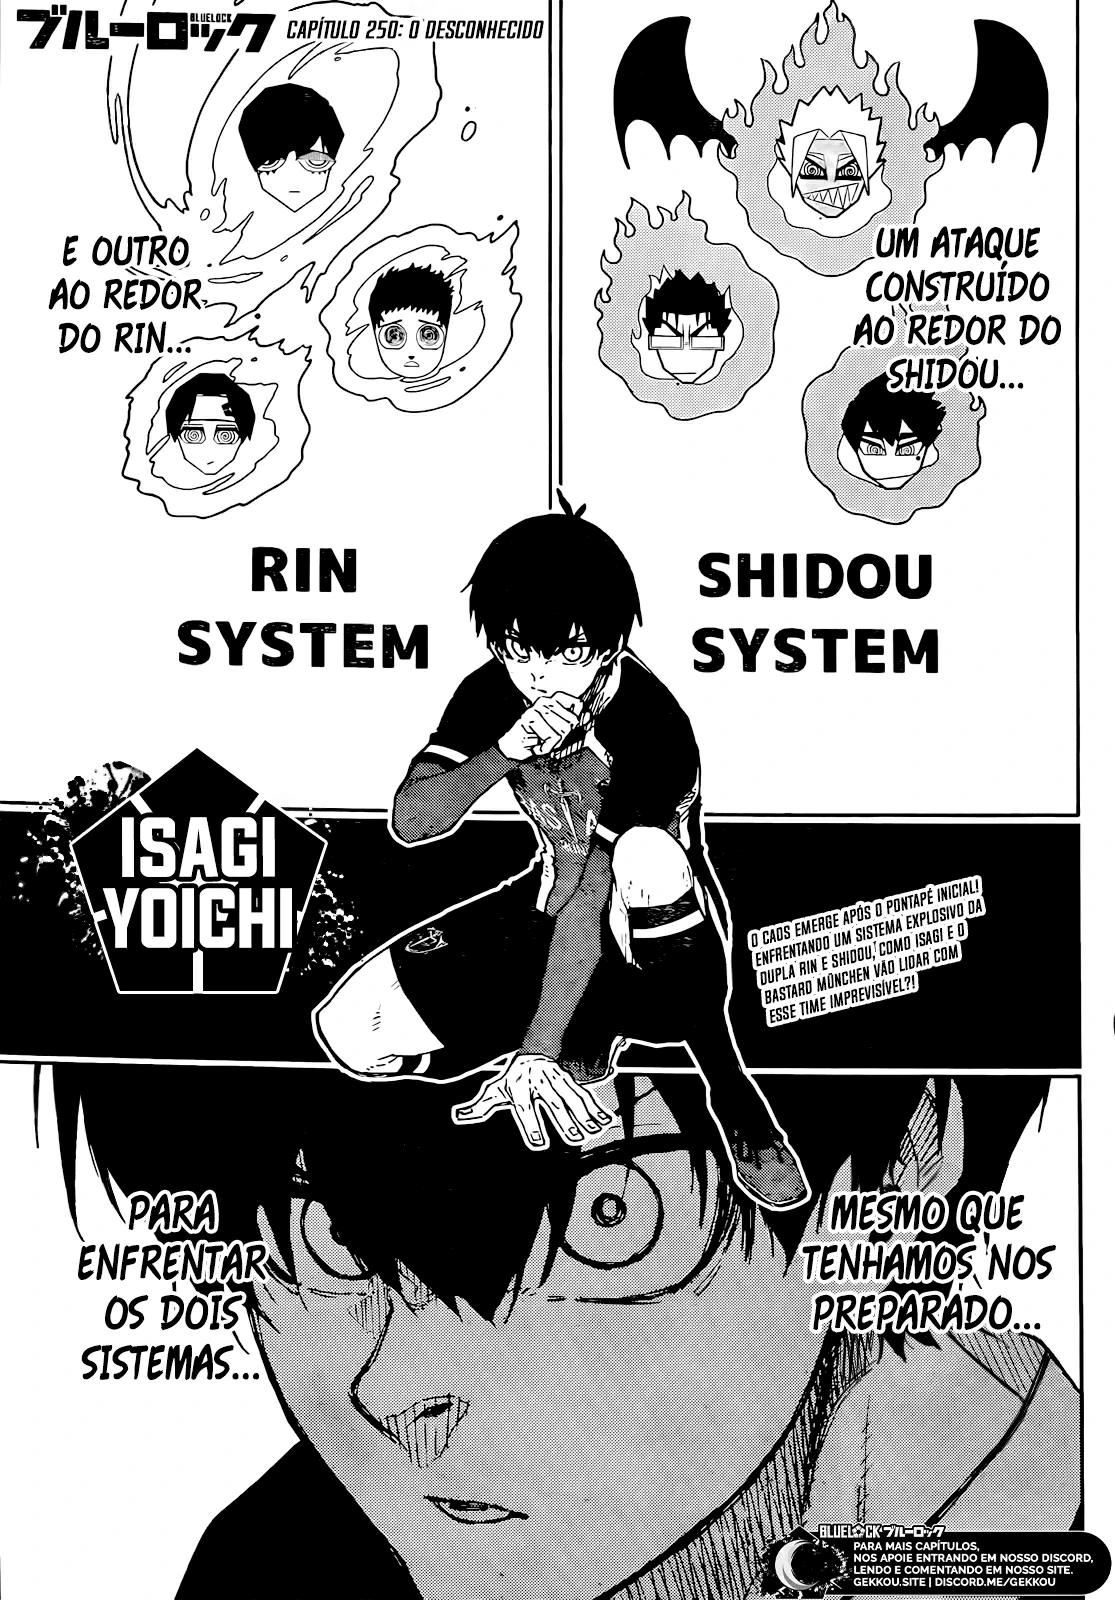 ブルーロック
BLUELOCK
CAPÍTULO 250: O DESCONHECIDO
UM ATAQUE
CONSTRUÍDO
AO REDOR DO
SHIDOU...
E OUTRO
AO REDOR
DO RIN...
SHIDOU
SYSTEM
RIN
SYSTEM
ISAGI
YOICHI
O CAOS EMERGE APÓS O PONTAPÉ INICIAL!
ENFRENTANDO UM SISTEMA EXPLOSIVO DA
DUPLA RIN E SHIDOU, COMO ISAGI E O
BASTARD MÜNCHEN VÃO LIDAR COM
ESSE TIME IMPREVISÍVEL?!
MESMO QUE
TENHAMOS NOS
PREPARADO...
PARA
ENFRENTAR
OS DOIS
SISTEMAS...
BLUELOCK ブルーロック
PARA MAIS CAPÍTULOS,
NOS APOIE ENTRANDO EM NOSSO DISCORD,
LENDO E COMENTANDO EM NOSSO SITE.
GEKKOU.SITE | DISCORD.ME/GEKKOU